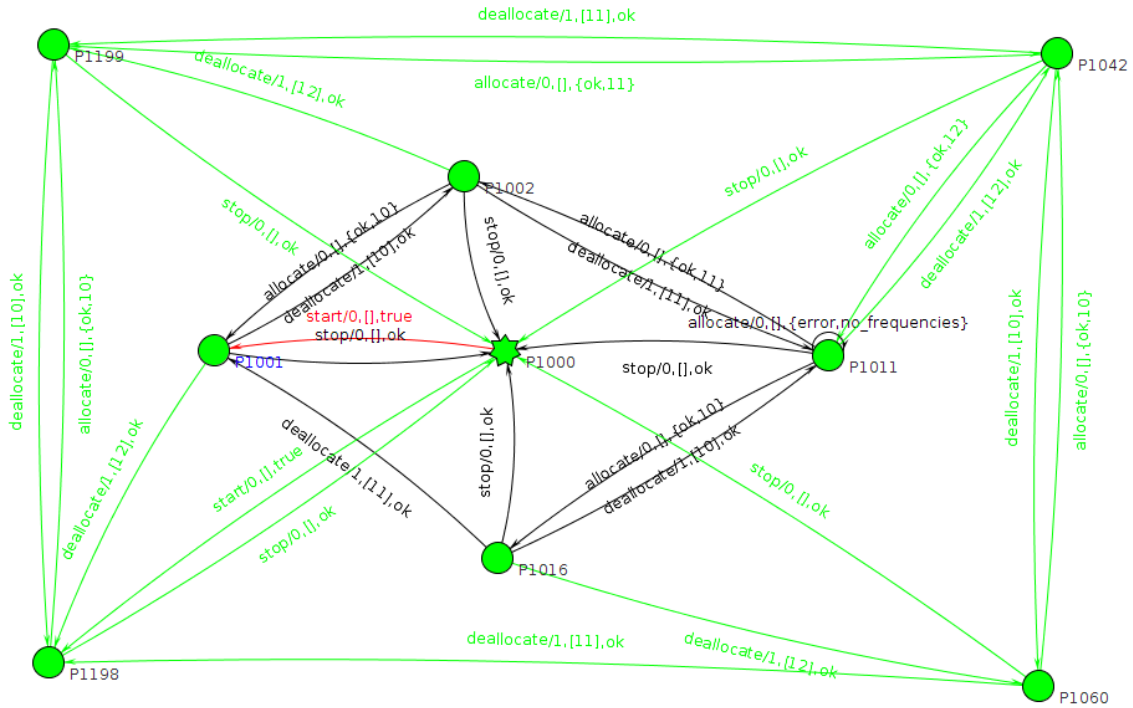 deallocate/1,[11],ok
P1199
deallocate/1,[12],ok
P1042
allocate/0,[],{ok,11}
allocate/0,[],{ok,12}
stop/0,[],ok
P1002
deallocate/1,[12],ok
stop/0,[],ok
allocate/0,[],{ok,10}
deallocate/1,[10],ok
stop/0,[],ok
allocate/0,[],{ok,11}
deallocate/1,[11],ok
start/0,[],true
stop/0,[],ok
allocate/0,[],{error,no_frequencies}
P1001
P1000
stop/0,[],ok
P1011
deallocate/1,[10],ok
allocate/0,[],{ok,10}
deallocate/1,[12],ok
deallocate/1,[11],ok
stop/0,[],ok
allocate/0,[],{ok,10}
deallocate/1,[10],ok
deallocate/1,[10],ok
allocate/0,[],{ok,10}
start/0,[],true
stop/0,[],ok
stop/0,[],ok
P1016
deallocate/1,[11],ok
deallocate/1,[12],ok
P1198
P1060